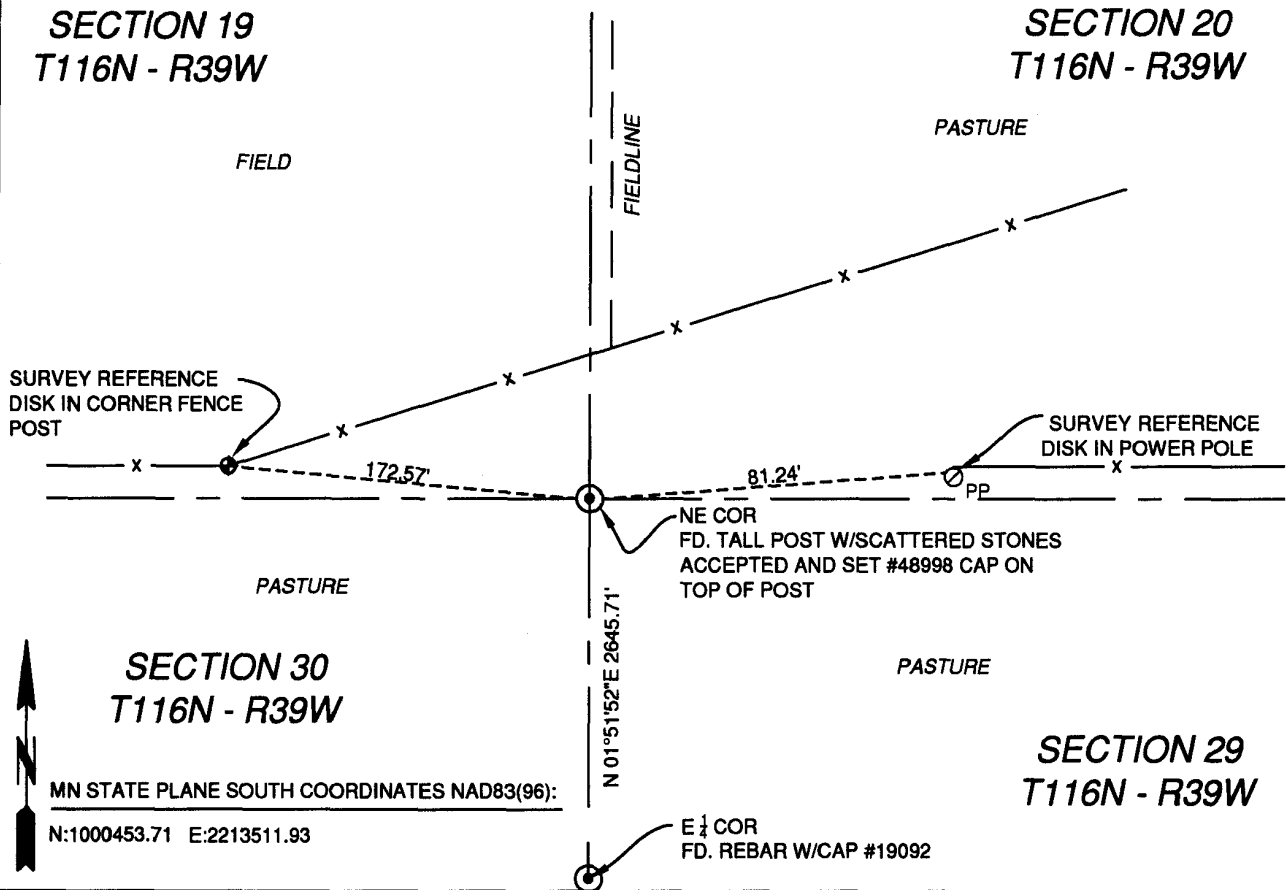 SECTION 19
T116N - R39W
SECTION 20
T116N - R39W
FIELD
FIELDLINE
PASTURE
SURVEY REFERENCE
DISK IN CORNER FENCE
POST
172.57'
81.24'
SURVEY REFERENCE
DISK IN POWER POLE
PP
NE COR
FD. TALL POST W/SCATTERED STONES
ACCEPTED AND SET #48998 CAP ON
TOP OF POST
PASTURE
SECTION 30
T116N - R39W
N 01°51'52"E 2645.71'
PASTURE
SECTION 29
T116N - R39W
N
MN STATE PLANE SOUTH COORDINATES NAD83(96):
N:1000453.71 E:2213511.93
E 1/4 COR
FD. REBAR W/CAP #19092